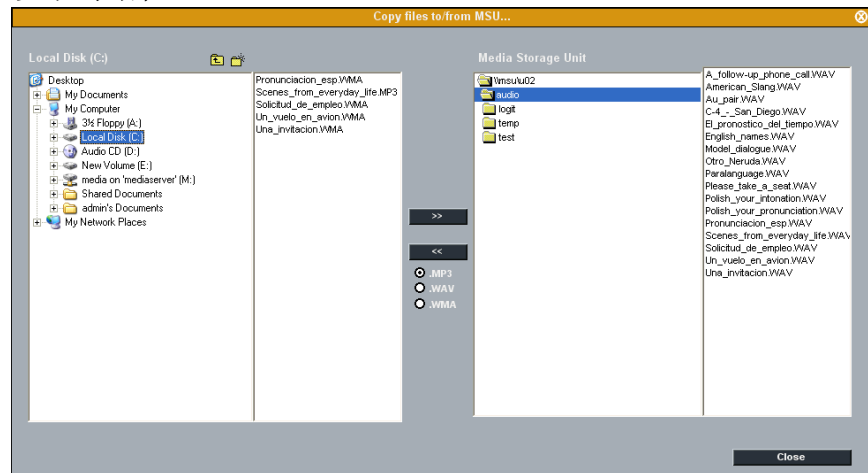 Copy files to/from MSU...
Local Disk (C:)
Desktop
My Documents
My Computer
3½ Floppy (A:)
Local Disk (C:)
Audio CD (D:)
New Volume (E:)
media on 'mediaserver' (M:)
Shared Documents
admin's Documents
My Network Places
Pronunciacion_esp.WMA
Scenes_from_everyday_life.MP3
Solicitud_de_empleo.WMA
Un_vuelo_en_avion.WMA
Una_invitacion.WMA
>>
<<
.MP3
.WAV
.WMA
Media Storage Unit
\\msu\u02
audio
logit
temp
test
A_follow-up_phone_call.WAV
American_Slang.WAV
Au_pair.WAV
C-4_-_San_Diego.WAV
El_pronostico_del_tiempo.WAV
English_names.WAV
Model_dialogue.WAV
Otro_Neruda.WAV
Paralanguage.WAV
Please_take_a_seat.WAV
Polish_your_intonation.WAV
Polish_your_pronunciation.WAV
Pronunciacion_esp.WAV
Scenes_from_everyday_life.WAV
Solicitud_de_empleo.WAV
Un_vuelo_en_avion.WAV
Una_invitacion.WAV
Close